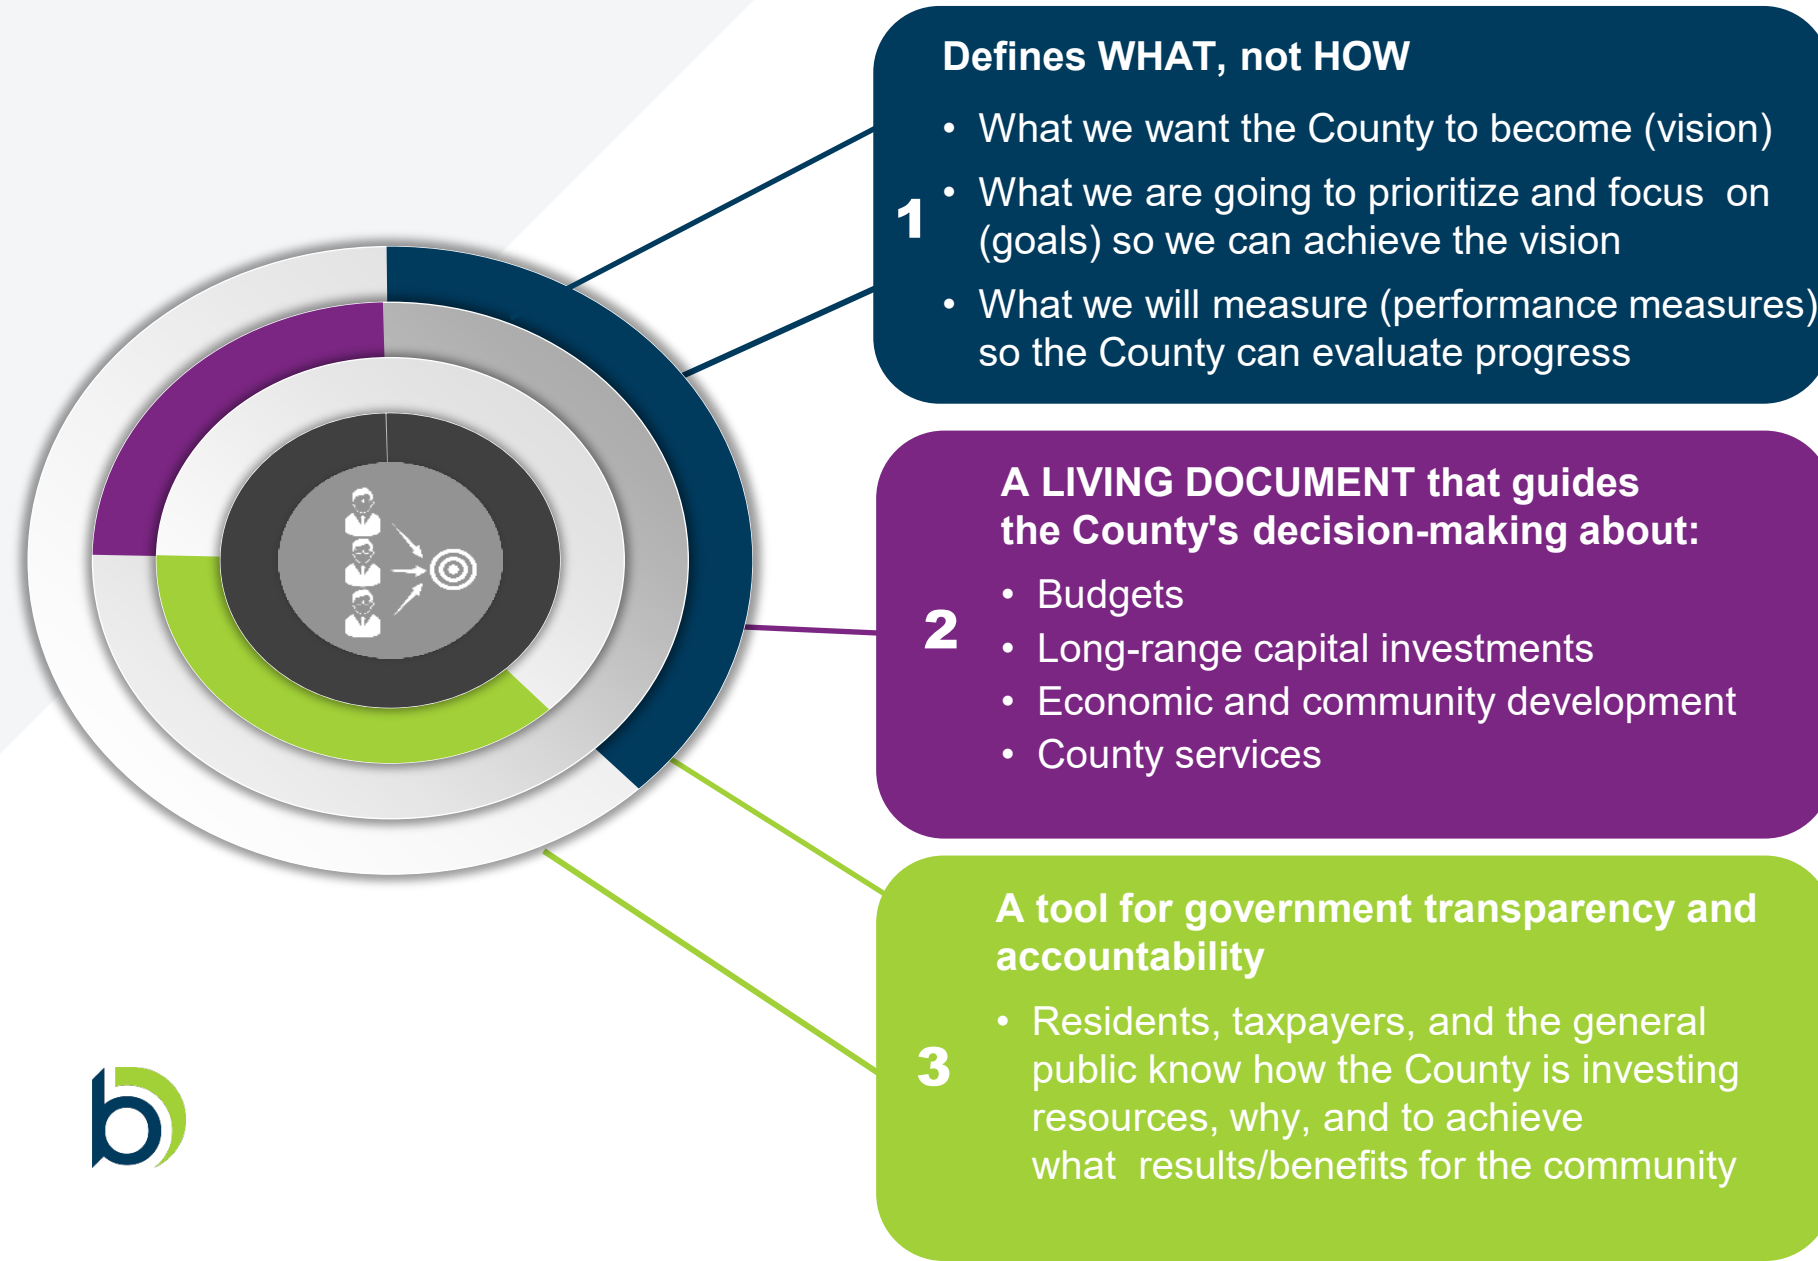 Defines WHAT, not HOW
• What we want the County to become (vision)
1
• What we are going to prioritize and focus  on
(goals) so we can achieve the vision
• What we will measure (performance measures)
so the County can evaluate progress
A LIVING DOCUMENT that guides
the County's decision-making about:
2
• Budgets
• Long-range capital investments
• Economic and community development
• County services
A tool for government transparency and
accountability
3
• Residents, taxpayers, and the general
public know how the County is investing
resources, why, and to achieve
what  results/benefits for the community
b